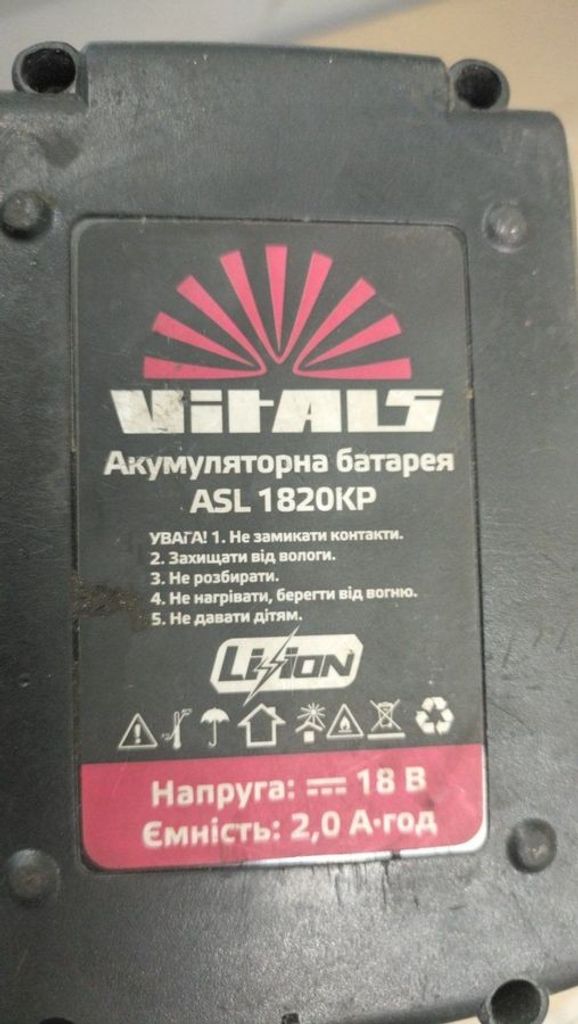 Vitals
Акумуляторна батарея
ASL 1820KP
УВАГА! 1. Не замикати контакти.
2. Захищати від вологи.
3. Не розбирати.
4. Не нагрівати, берегти від вогню.
5. Не давати дітям.
Li-ion
Напруга: ⎓ 18 В
Ємність: 2,0 А·год